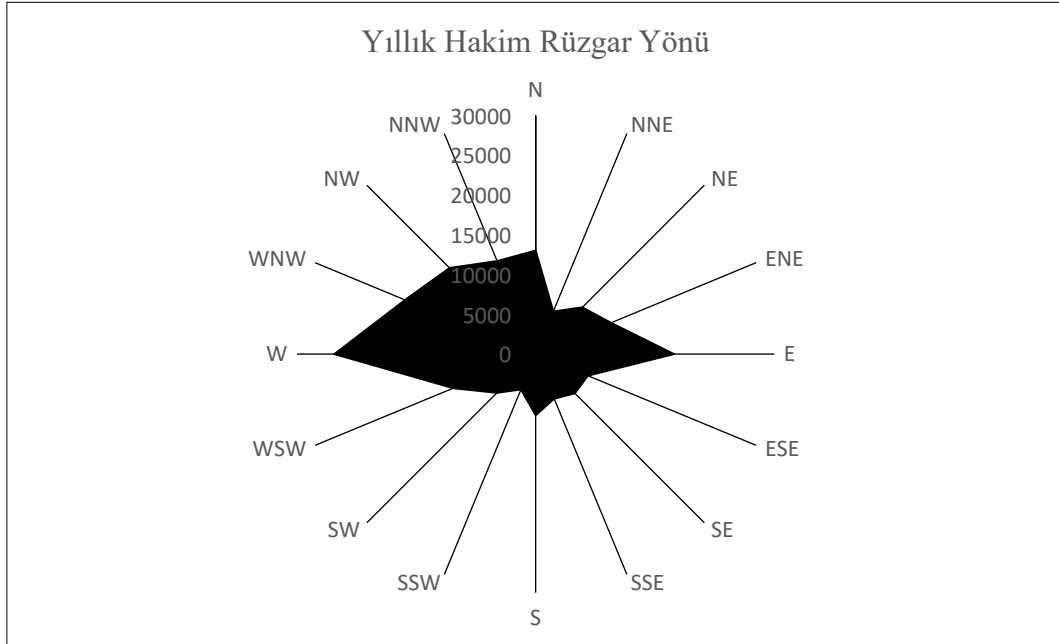 Yıllık Hakim Rüzgar Yönü
N
NNE
NE
ENE
E
ESE
SE
SSE
S
SSW
SW
WSW
W
WNW
NW
NNW
30000
25000
20000
15000
10000
5000
0